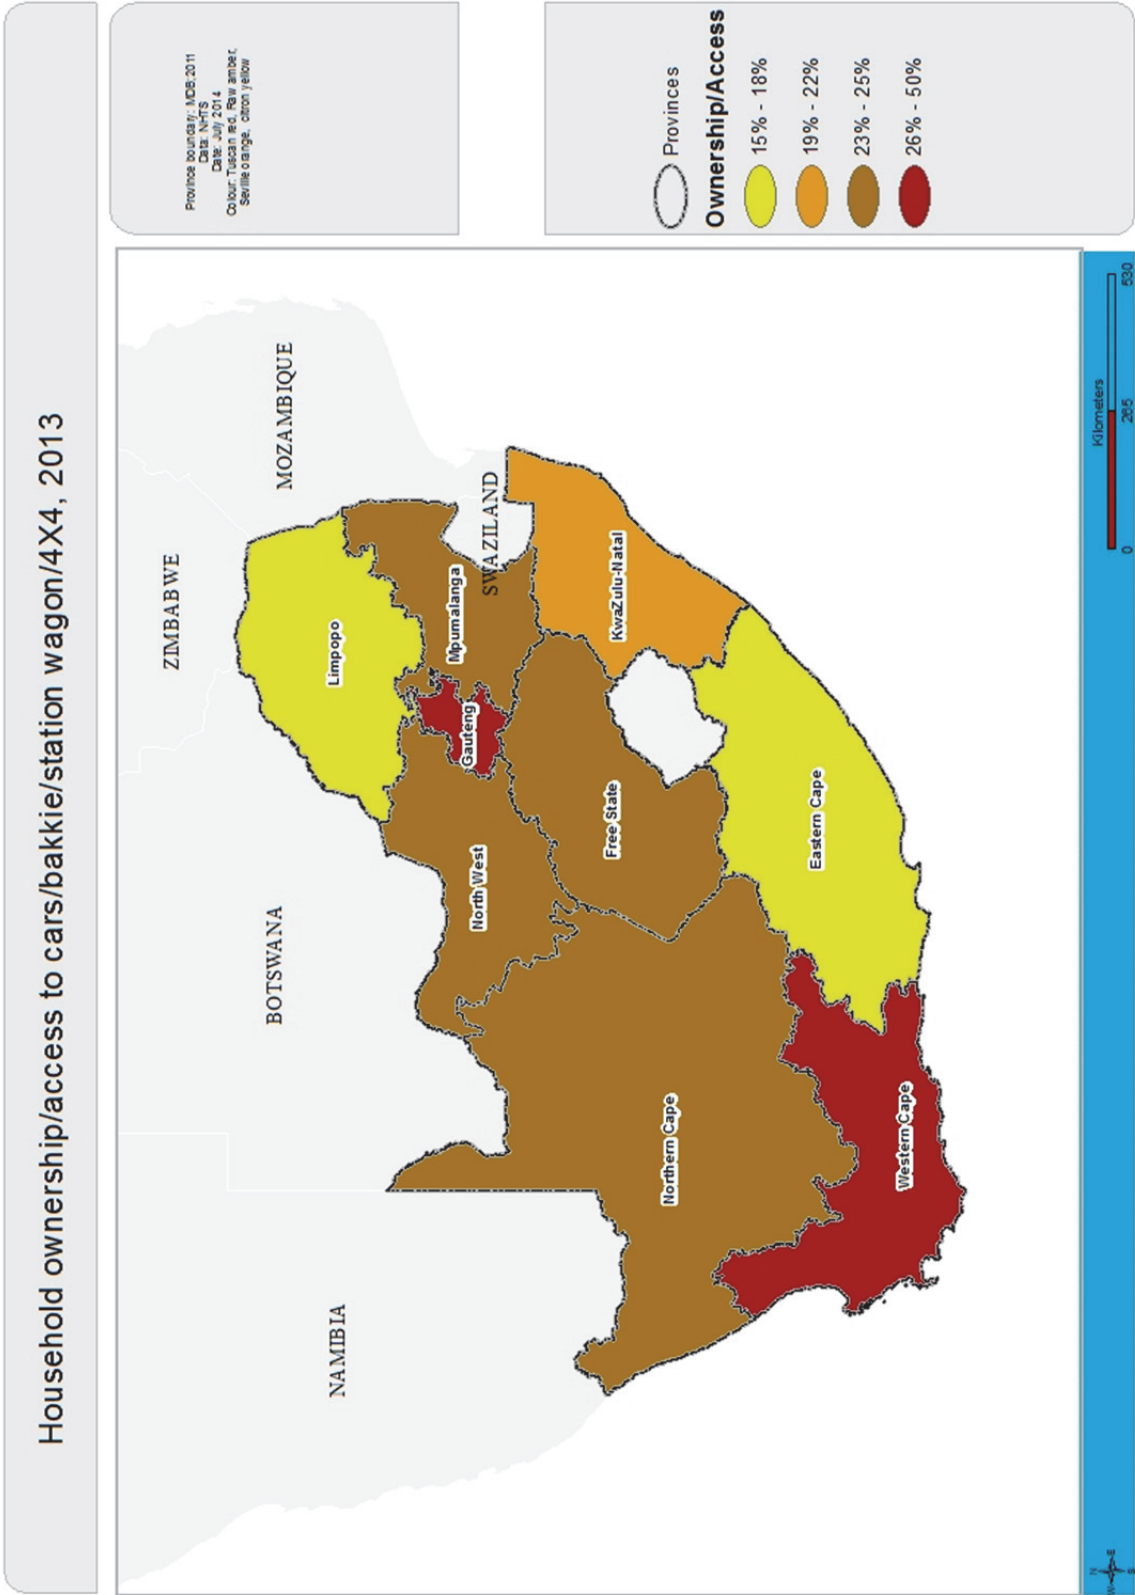 Household ownership/access to cars/bakkie/station wagon/4X4, 2013
ZIMBABWE
MOZAMBIQUE
BOTSWANA
NAMIBIA
SWAZILAND
Limpopo
Mpumalanga
Gauteng
North West
Free State
KwaZulu-Natal
Northern Cape
Eastern Cape
Western Cape
Province boundary: MDB:2011
Data: NHTS
Date: July 2014
Colour: Tuscan red, Raw amber,
Seville orange, citron yellow
Provinces
Ownership/Access
15% - 18%
19% - 22%
23% - 25%
26% - 50%
N
W
E
S
Kilometers
0 265 530